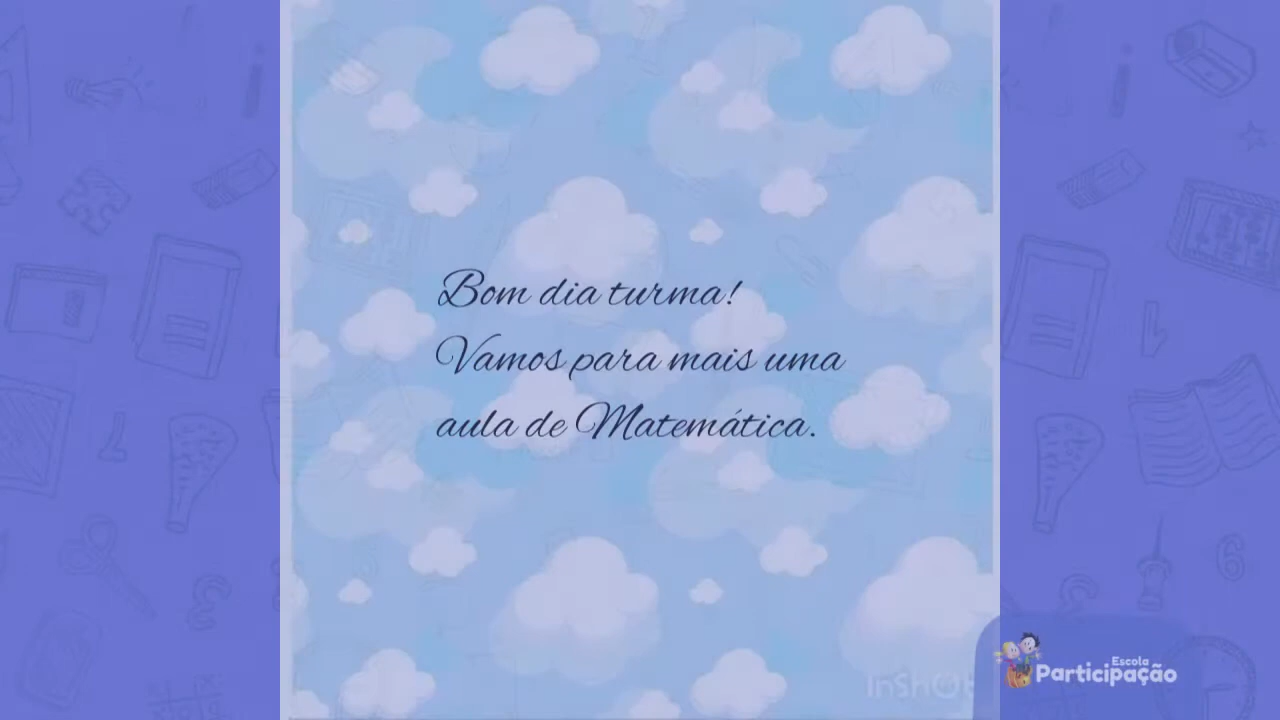 Bom dia turma!
Vamos para mais uma
aula de Matemática.
InShOt
Escola
Participação